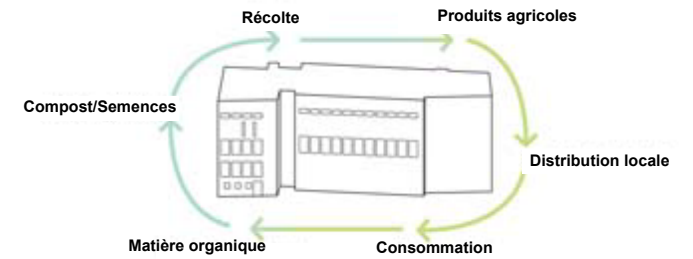 Récolte
Produits agricoles
Compost/Semences
Distribution locale
Matière organique
Consommation